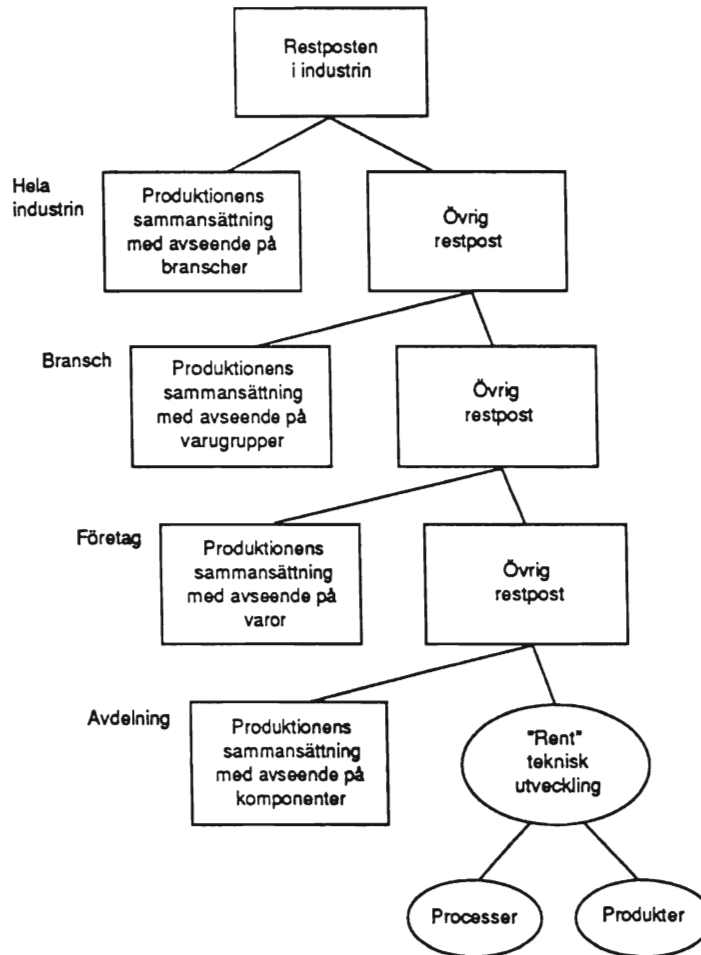 Restposten
i industrin
Hela
industrin
Produktionens
sammansättning
med avseende på
branscher
Övrig
restpost
Bransch
Produktionens
sammansättning
med avseende på
varugrupper
Övrig
restpost
Företag
Produktionens
sammansättning
med avseende på
varor
Övrig
restpost
Avdelning
Produktionens
sammansättning
med avseende på
komponenter
"Rent"
teknisk
utveckling
Processer
Produkter